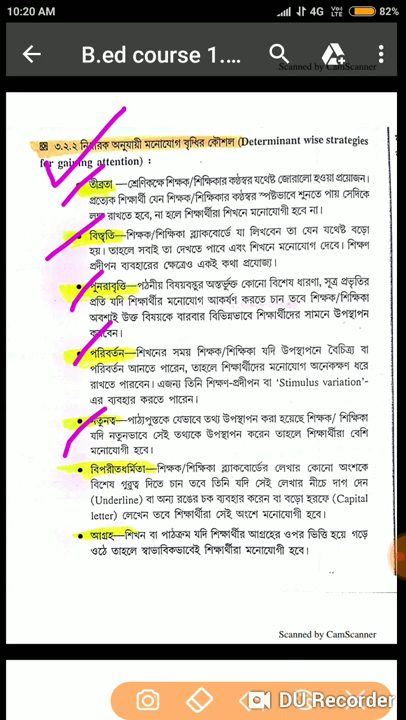 10:20 AM
4G
Vo LTE
82%
B.ed course 1....
Scanned by CamScanner
৩.২.২ নির্ধারক অনুযায়ী মনোযোগ বৃদ্ধির কৌশল (Determinant wise strategies
for gaining attention) :
• তীব্রতা—শ্রেণিকক্ষে শিক্ষক/শিক্ষিকার কণ্ঠস্বর যথেষ্ট জোরালো হওয়া প্রয়োজন।
প্রত্যেক শিক্ষার্থী যেন শিক্ষক/শিক্ষিকার কণ্ঠস্বর স্পষ্টভাবে শুনতে পায় সেদিকে
লক্ষ রাখতে হবে, না হলে শিক্ষার্থীরা শিখনে মনোযোগী হবে না।
• বিস্তৃতি—শিক্ষক/শিক্ষিকা ব্ল্যাকবোর্ডে যা লিখবেন তা যেন যথেষ্ট বড়ো
হয়। তাহলে সবাই তা দেখতে পাবে এবং শিখনে মনোযোগ দেবে। শিক্ষণ
প্রদীপন ব্যবহারের ক্ষেত্রেও একই কথা প্রযোজ্য।
• পুনরাবৃত্তি—পঠনীয় বিষয়বস্তুর অন্তর্ভুক্ত কোনো বিশেষ ধারণা, সূত্র প্রভৃতির
প্রতি যদি শিক্ষার্থীর মনোযোগ আকর্ষণ করতে চান তবে শিক্ষক/শিক্ষিকা
অবশ্যই উক্ত বিষয়কে বারবার বিভিন্নভাবে শিক্ষার্থীদের সামনে উপস্থাপন
করবেন।
• পরিবর্তন—শিখনের সময় শিক্ষক/শিক্ষিকা যদি উপস্থাপনে বৈচিত্র্য বা
পরিবর্তন আনতে পারেন, তাহলে শিক্ষার্থীদের মনোযোগ অনেকক্ষণ ধরে
রাখতে পারবেন। এজন্য তিনি শিক্ষণ-প্রদীপন বা ‘Stimulus variation’-
এর ব্যবহার করতে পারেন।
• নতুনত্ব—পাঠ্যপুস্তকে যেভাবে তথ্য উপস্থাপন করা হয়েছে শিক্ষক/ শিক্ষিকা
যদি নতুনভাবে সেই তথ্যকে উপস্থাপন করেন তাহলে শিক্ষার্থীরা বেশি
মনোযোগী হবে।
• বিপরীতধর্মিতা—শিক্ষক/শিক্ষিকা ব্ল্যাকবোর্ডের লেখার কোনো অংশকে
বিশেষ গুরুত্ব দিতে চান তবে তিনি যদি সেই লেখার নীচে দাগ দেন
(Underline) বা অন্য রঙের চক ব্যবহার করেন বা বড়ো হরফে (Capital
letter) লেখেন তবে শিক্ষার্থীরা সেই অংশে মনোযোগী হবে।
• আগ্রহ—শিখন বা পাঠক্রম যদি শিক্ষার্থীর আগ্রহের ওপর ভিত্তি হয়ে গড়ে
ওঠে তাহলে স্বাভাবিকভাবেই শিক্ষার্থীরা মনোযোগী হবে।
Scanned by CamScanner
DU Recorder